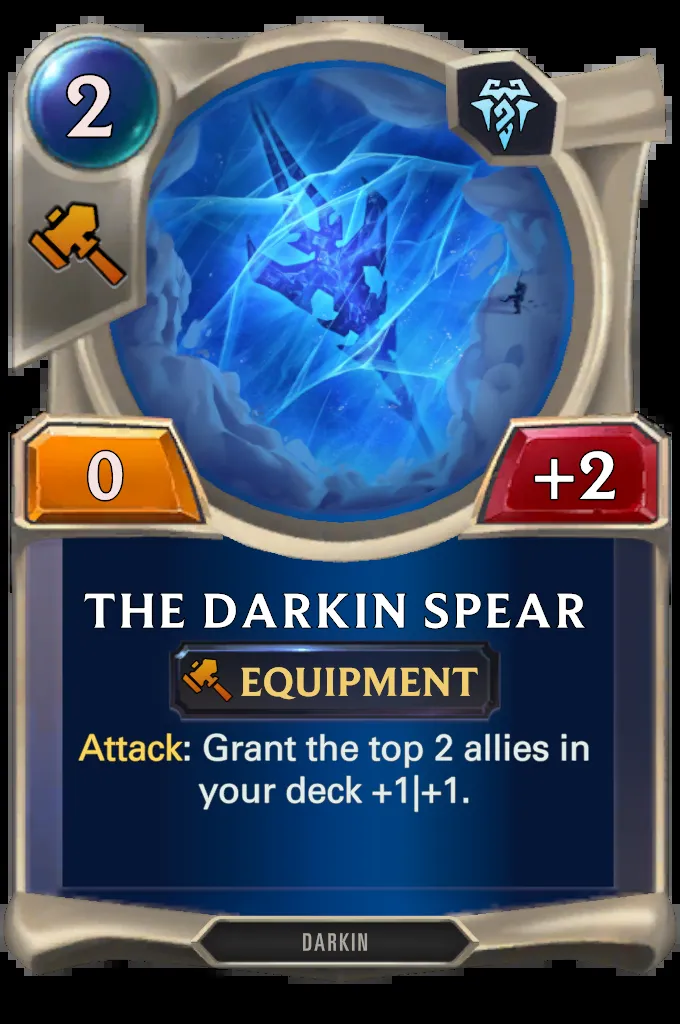 2
0
+2
THE DARKIN SPEAR
EQUIPMENT
Attack: Grant the top 2 allies in
your deck +1|+1.
DARKIN